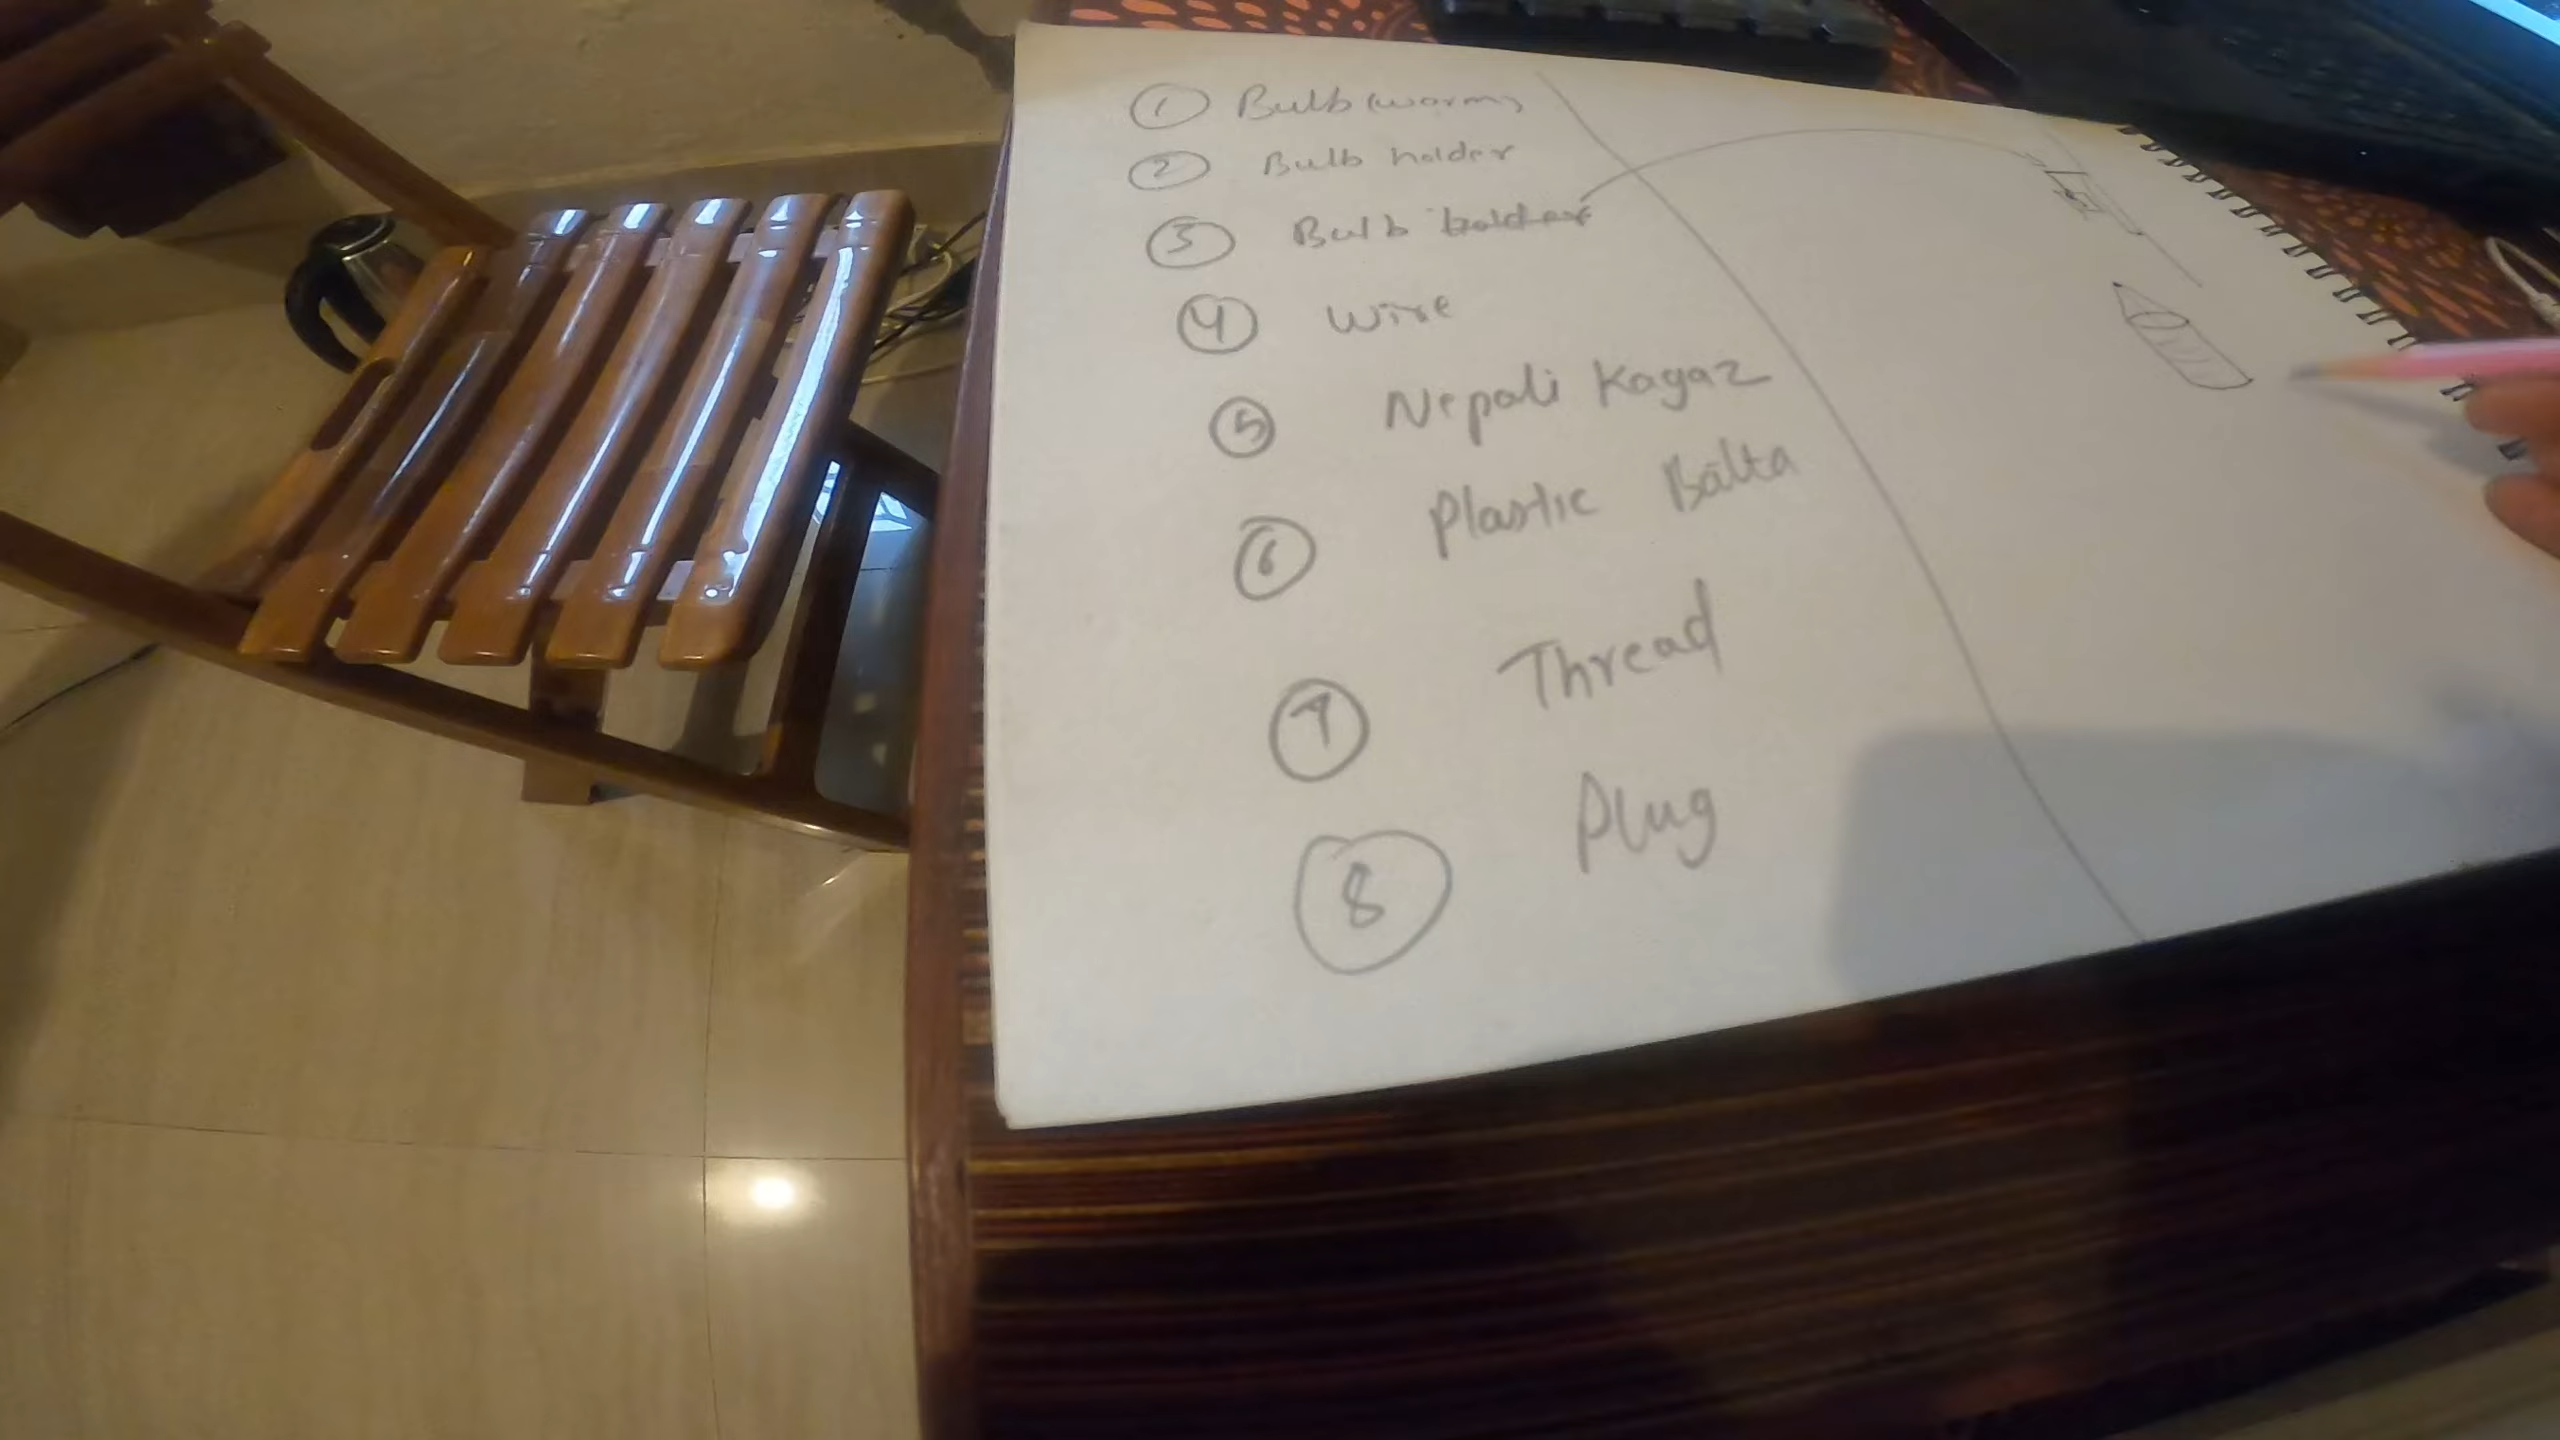 1 Bulb (warm)
2 Bulb holder
3 Bulb holder
4 Wire
5 Nepali Kagaz
6 Plastic Balta
7 Thread
8 Plug